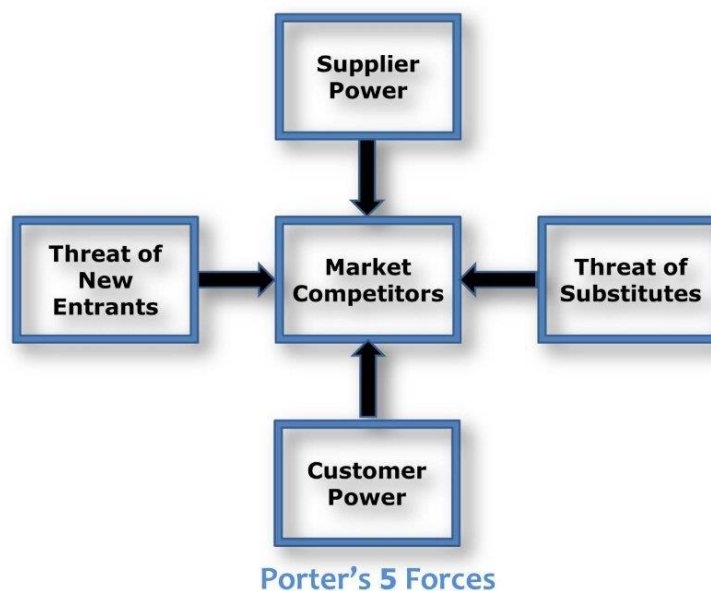 Supplier
Power
Threat of
New
Entrants
Market
Competitors
Threat of
Substitutes
Customer
Power
Porter's 5 Forces